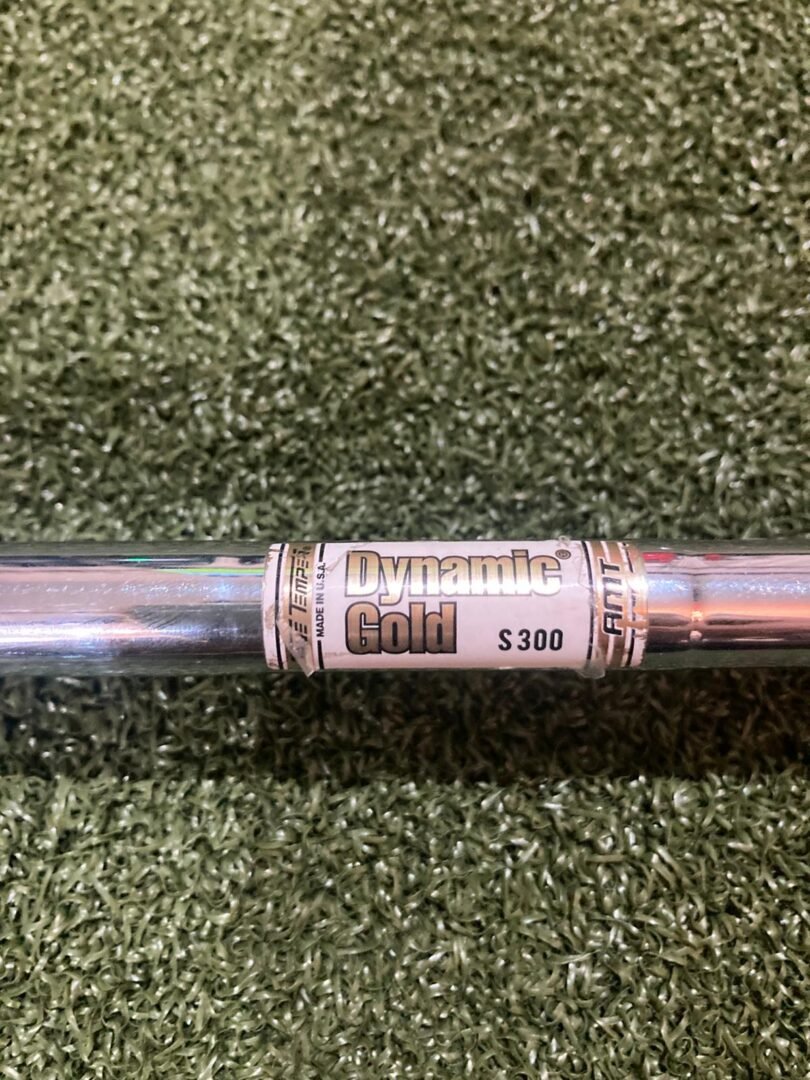 TEMPER
MADE IN U.S.A.
Dynamic®
Gold
S300
AMT